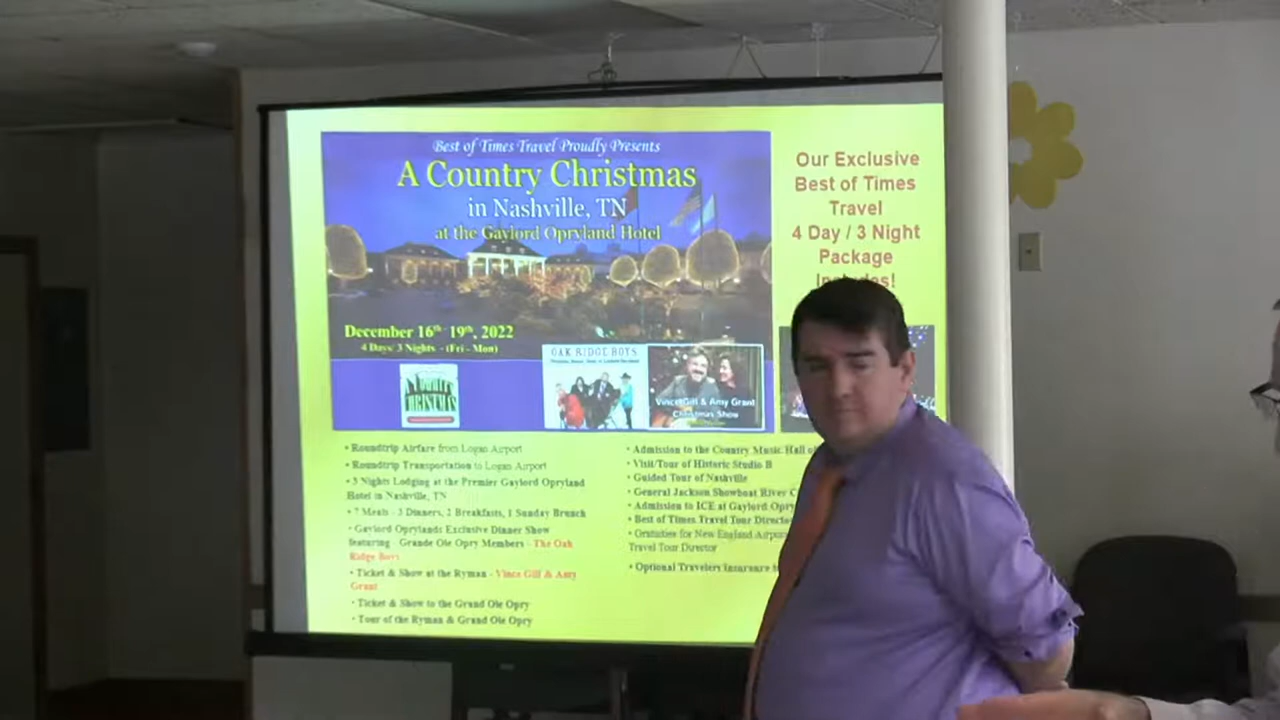 Best of Times Travel Proudly Presents
A Country Christmas
in Nashville, TN
at the Gaylord Opryland Hotel
December 16th 19th, 2022
4 Days/ 3 Nights - (Fri - Mon)
OAK RIDGE BOYS
Vince Gill & Amy Grant
Christmas Show
CHRISTMAS
Our Exclusive
Best of Times
Travel
4 Day / 3 Night
Package
• Roundtrip Airfare from Logan Airport
• Roundtrip Transportation to Logan Airport
• 3 Nights Lodging at the Premier Gaylord Opryland
Hotel in Nashville, TN
• 7 Meals - 3 Dinners, 2 Breakfasts, 1 Sunday Brunch
• Gaylord Oprylands Exclusive Dinner Show
featuring Grande Ole Opry Members - The Oak
Ridge Boys
• Ticket & Show at the Ryman - Vince Gill & Amy
Grant
• Ticket & Show to the Grand Ole Opry
• Tour of the Ryman & Grand Ole Opry
• Admission to the Country Music Hall of
• Visit/Tour of Historic Studio B
• Guided Tour of Nashville
• General Jackson Showboat River
• Admission to ICE at Gaylord
• Best of Times Travel Tour
• Gratuities for New England
Travel Tour Director
• Optional Travelers Insurance